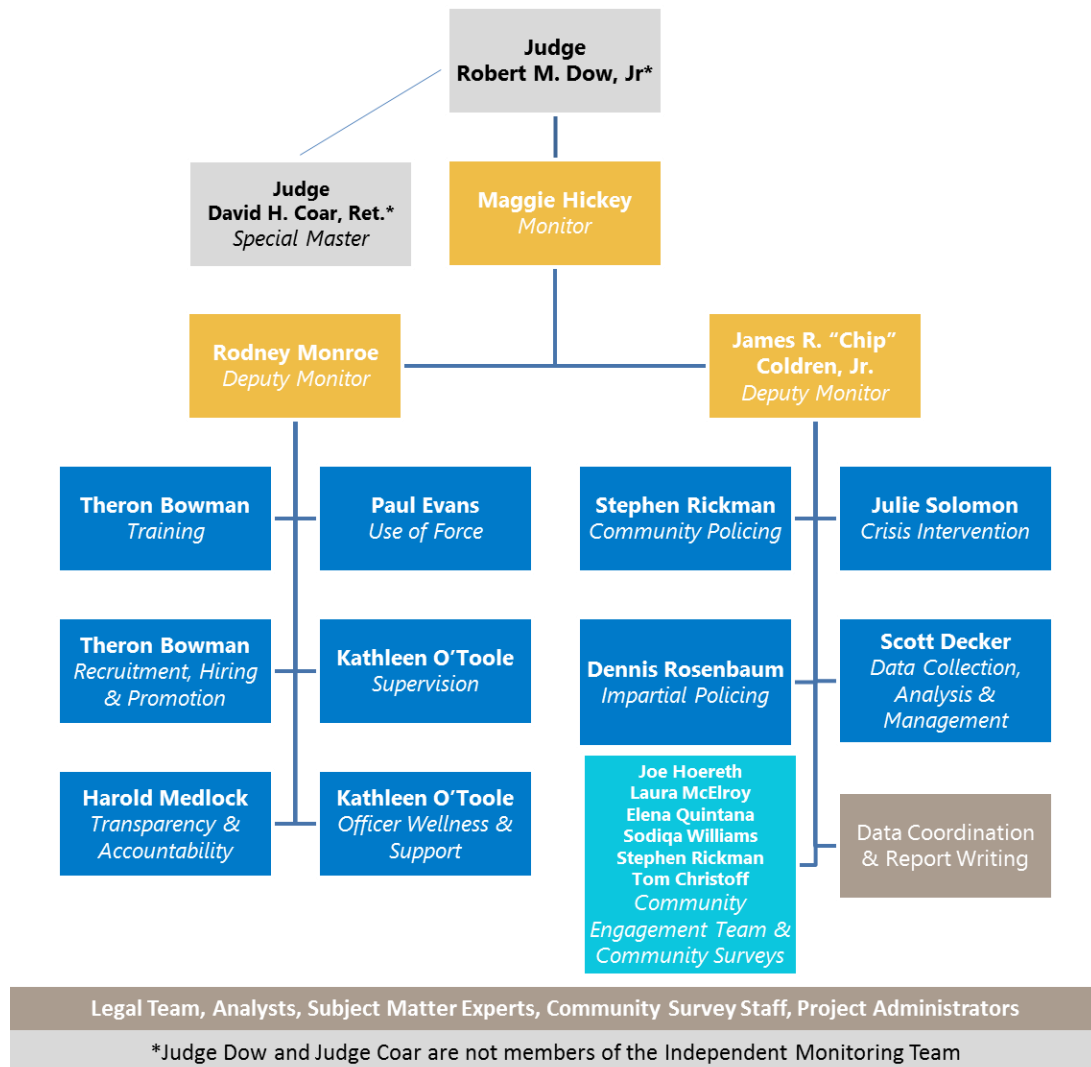 Judge
Robert M. Dow, Jr*
Judge
David H. Coar, Ret.*
Special Master
Maggie Hickey
Monitor
Rodney Monroe
Deputy Monitor
James R. “Chip”
Coldren, Jr.
Deputy Monitor
Theron Bowman
Training
Paul Evans
Use of Force
Stephen Rickman
Community Policing
Julie Solomon
Crisis Intervention
Theron Bowman
Recruitment, Hiring
& Promotion
Kathleen O’Toole
Supervision
Dennis Rosenbaum
Impartial Policing
Scott Decker
Data Collection,
Analysis &
Management
Harold Medlock
Transparency &
Accountability
Kathleen O’Toole
Officer Wellness &
Support
Joe Hoereth
Laura McElroy
Elena Quintana
Sodiqa Williams
Stephen Rickman
Tom Christoff
Community
Engagement Team &
Community Surveys
Data Coordination
& Report Writing
Legal Team, Analysts, Subject Matter Experts, Community Survey Staff, Project Administrators
*Judge Dow and Judge Coar are not members of the Independent Monitoring Team